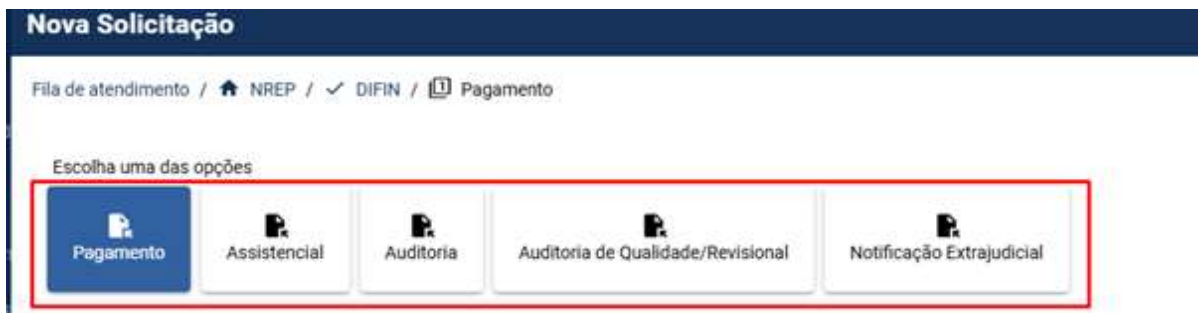 Nova Solicitação
Fila de atendimento / NREP / DIFIN / 1 Pagamento
Escolha uma das opções
Pagamento Assistencial Auditoria Auditoria de Qualidade/Revisional Notificação Extrajudicial